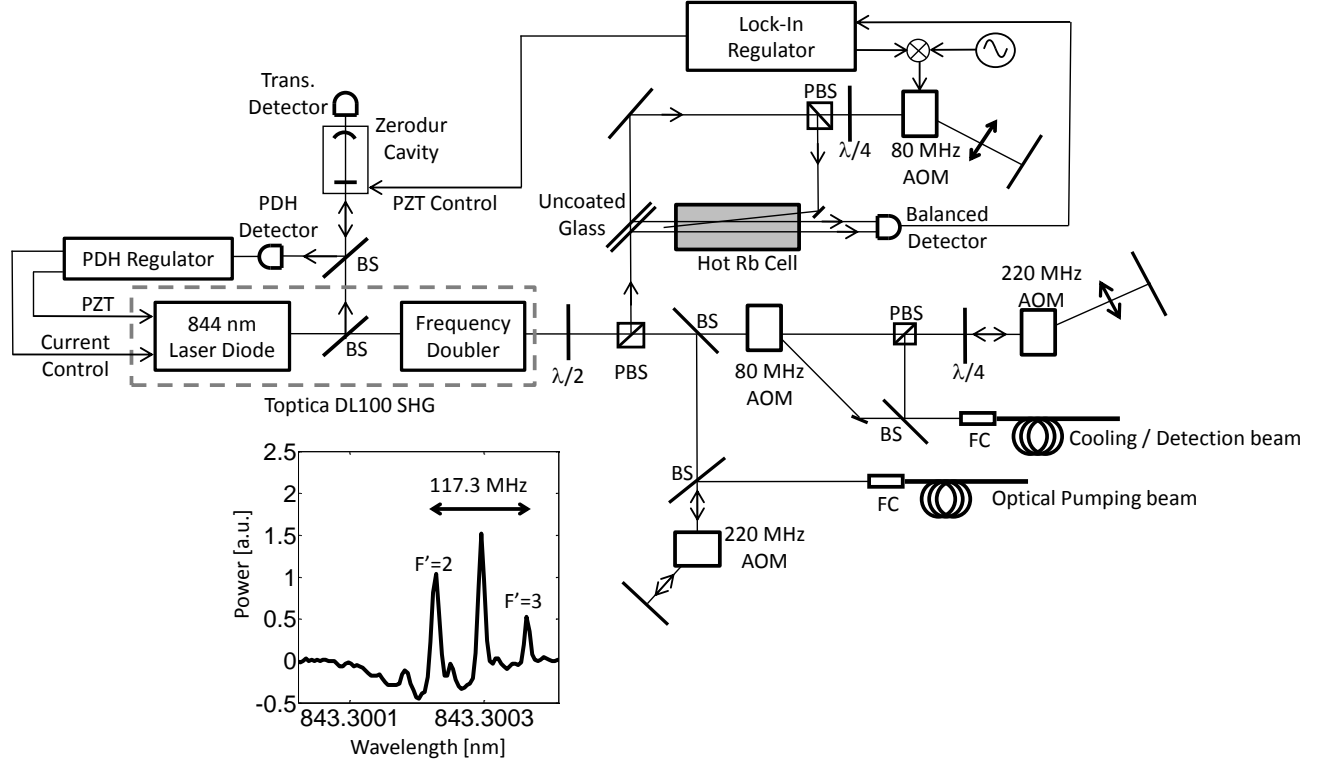 Lock-In
Regulator
Trans.
Detector
PBS
Zerodur
Cavity
λ/4
80 MHz
AOM
PZT Control
Uncoated
Glass
PDH
Detector
Balanced
Detector
PDH Regulator
BS
Hot Rb Cell
220 MHz
AOM
PZT
844 nm
Laser Diode
Frequency
Doubler
BS
PBS
Current
Control
BS
λ/2
PBS
80 MHz
AOM
λ/4
Toptica DL100 SHG
BS
FC
Cooling / Detection beam
BS
FC
Optical Pumping beam
220 MHz
AOM
2.5
2
1.5
1
0.5
0
-0.5
Power [a.u.]
117.3 MHz
F'=2
F'=3
843.3001
843.3003
Wavelength [nm]